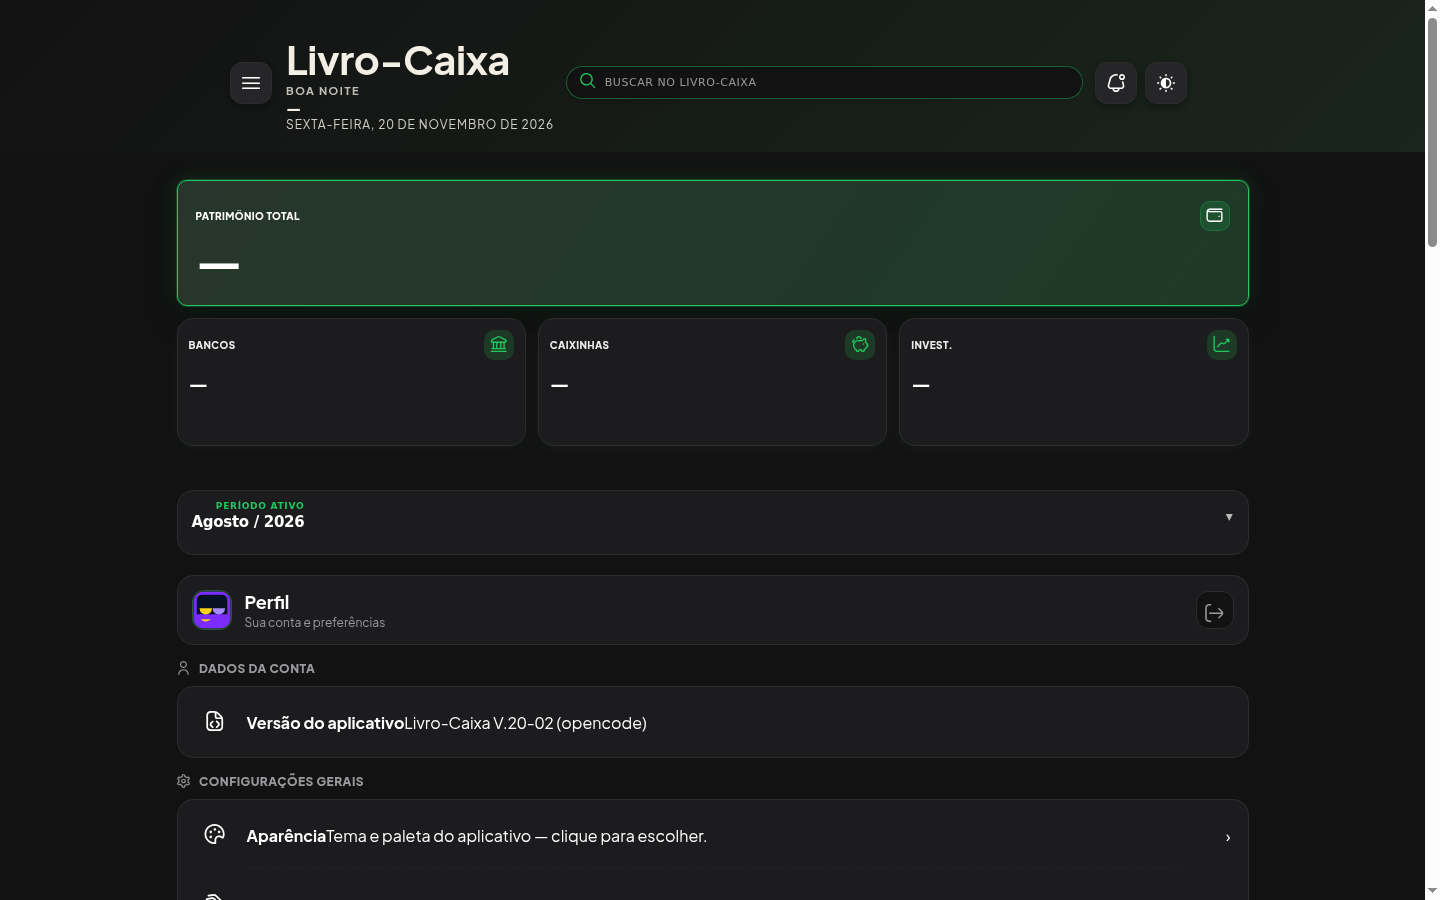 Livro-Caixa
BOA NOITE
—
SEXTA-FEIRA, 20 DE NOVEMBRO DE 2026
BUSCAR NO LIVRO-CAIXA
PATRIMÔNIO TOTAL
—
BANCOS
—
CAIXINHAS
—
INVEST.
—
PERÍODO ATIVO
Agosto / 2026
▼
Perfil
Sua conta e preferências
DADOS DA CONTA
Versão do aplicativoLivro-Caixa V.20-02 (opencode)
CONFIGURAÇÕES GERAIS
AparênciaTema e paleta do aplicativo — clique para escolher.
›